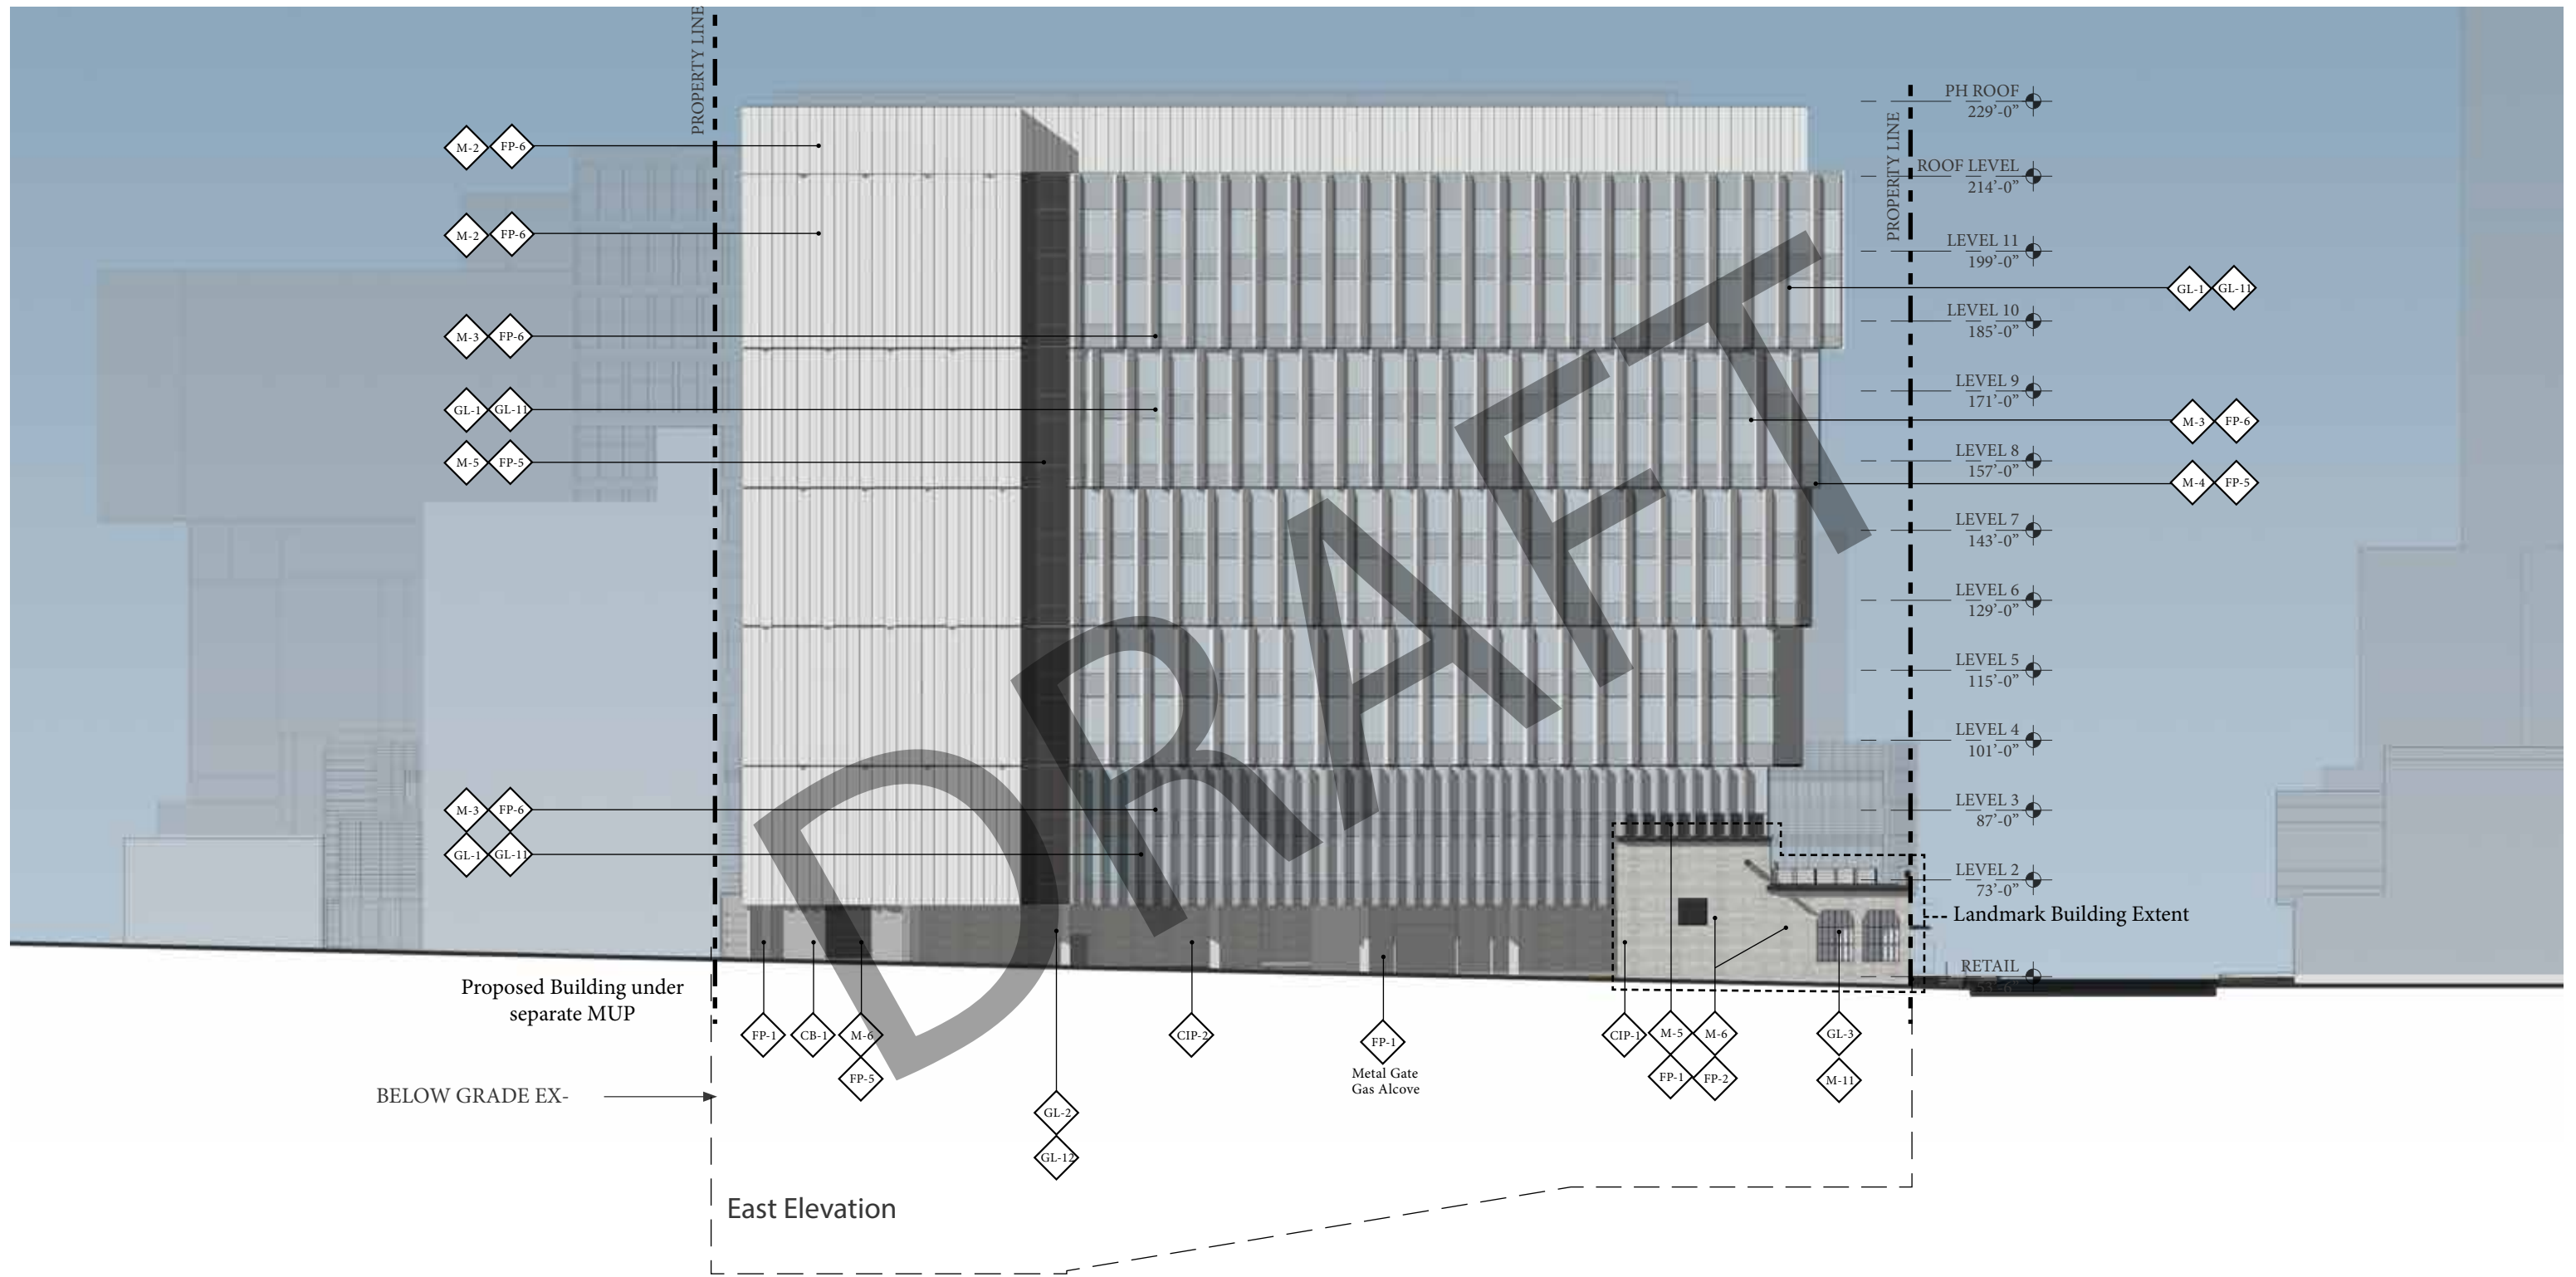 PROPERTY LINE
PROPERTY LINE
PH ROOF
229'-0"
ROOF LEVEL
214'-0"
LEVEL 11
199'-0"
LEVEL 10
185'-0"
LEVEL 9
171'-0"
LEVEL 8
157'-0"
LEVEL 7
143'-0"
LEVEL 6
129'-0"
LEVEL 5
115'-0"
LEVEL 4
101'-0"
LEVEL 3
87'-0"
LEVEL 2
73'-0"
RETAIL
53'-6"
M-2 FP-6
M-2 FP-6
M-3 FP-6
GL-1 GL-11
M-5 FP-5
M-3 FP-6
GL-1 GL-11
GL-1 GL-11
M-3 FP-6
M-4 FP-5
DRAFT
Landmark Building Extent
Proposed Building under
separate MUP
FP-1 CB-1 M-6
FP-5
GL-2
GL-12
CIP-2
FP-1
Metal Gate
Gas Alcove
CIP-1 M-5 M-6 GL-3
FP-1 FP-2 M-11
BELOW GRADE EX-
East Elevation